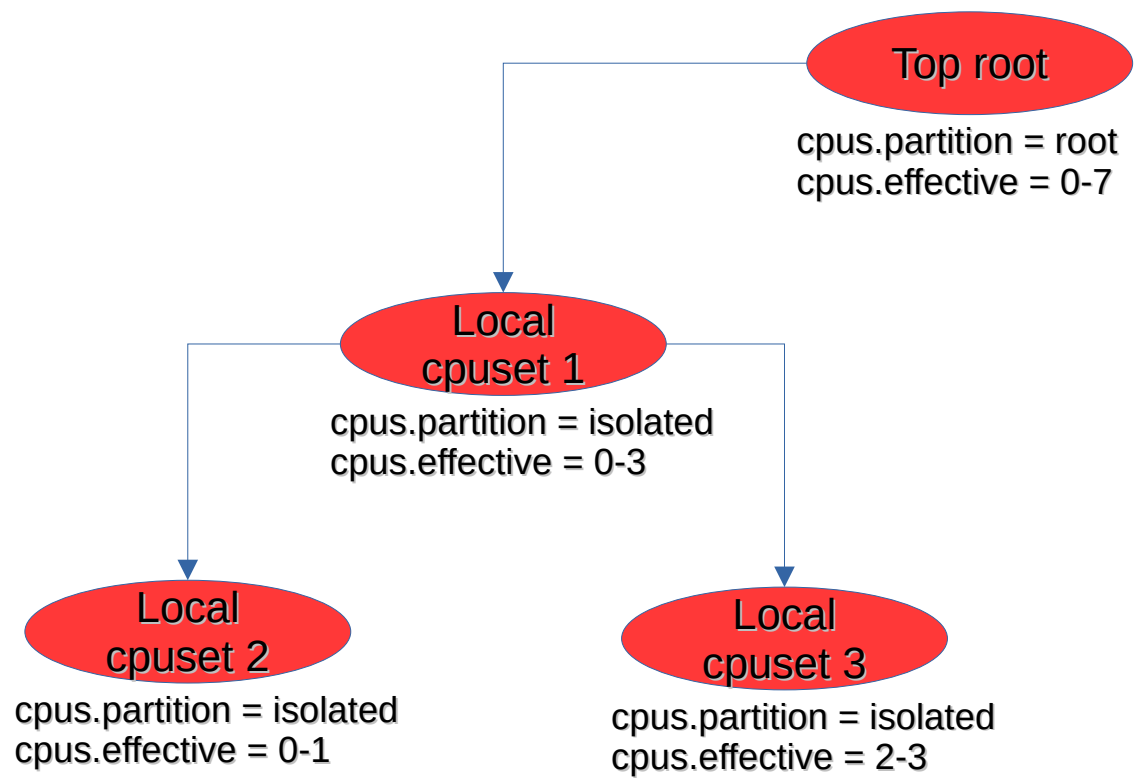 Top root
cpus.partition = root
cpus.effective = 0-7
Local
cpuset 1
cpus.partition = isolated
cpus.effective = 0-3
Local
cpuset 2
cpus.partition = isolated
cpus.effective = 0-1
Local
cpuset 3
cpus.partition = isolated
cpus.effective = 2-3